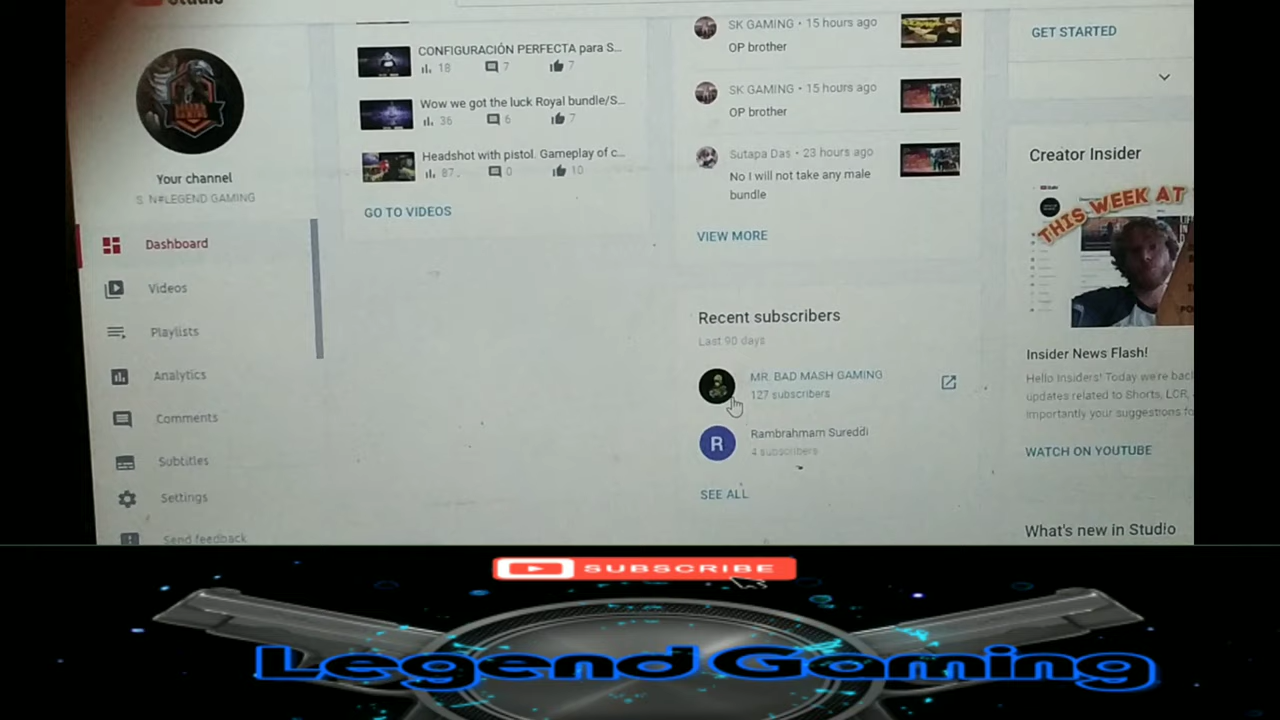 Studio
Your channel
S. N#LEGEND GAMING
Dashboard
Videos
Playlists
Analytics
Comments
Subtitles
Settings
Send feedback
CONFIGURACIÓN PERFECTA para S...
18 7 7
Wow we got the luck Royal bundle/S...
36 6 7
Headshot with pistol. Gameplay of c...
87 0 10
GO TO VIDEOS
SK GAMING • 15 hours ago
OP brother
SK GAMING • 15 hours ago
OP brother
Sutapa Das • 23 hours ago
No I will not take any male
bundle
VIEW MORE
Recent subscribers
Last 90 days
MR. BAD MASH GAMING
127 subscribers
R
Rambrahmam Sureddi
4 subscribers
SEE ALL
GET STARTED
Creator Insider
THIS WEEK AT
Insider News Flash!
Hello Insiders! Today we're bac
updates related to Shorts, LCR,
importantly your suggestions fo
WATCH ON YOUTUBE
What's new in Studio
SUBSCRIBE
Legend Gaming